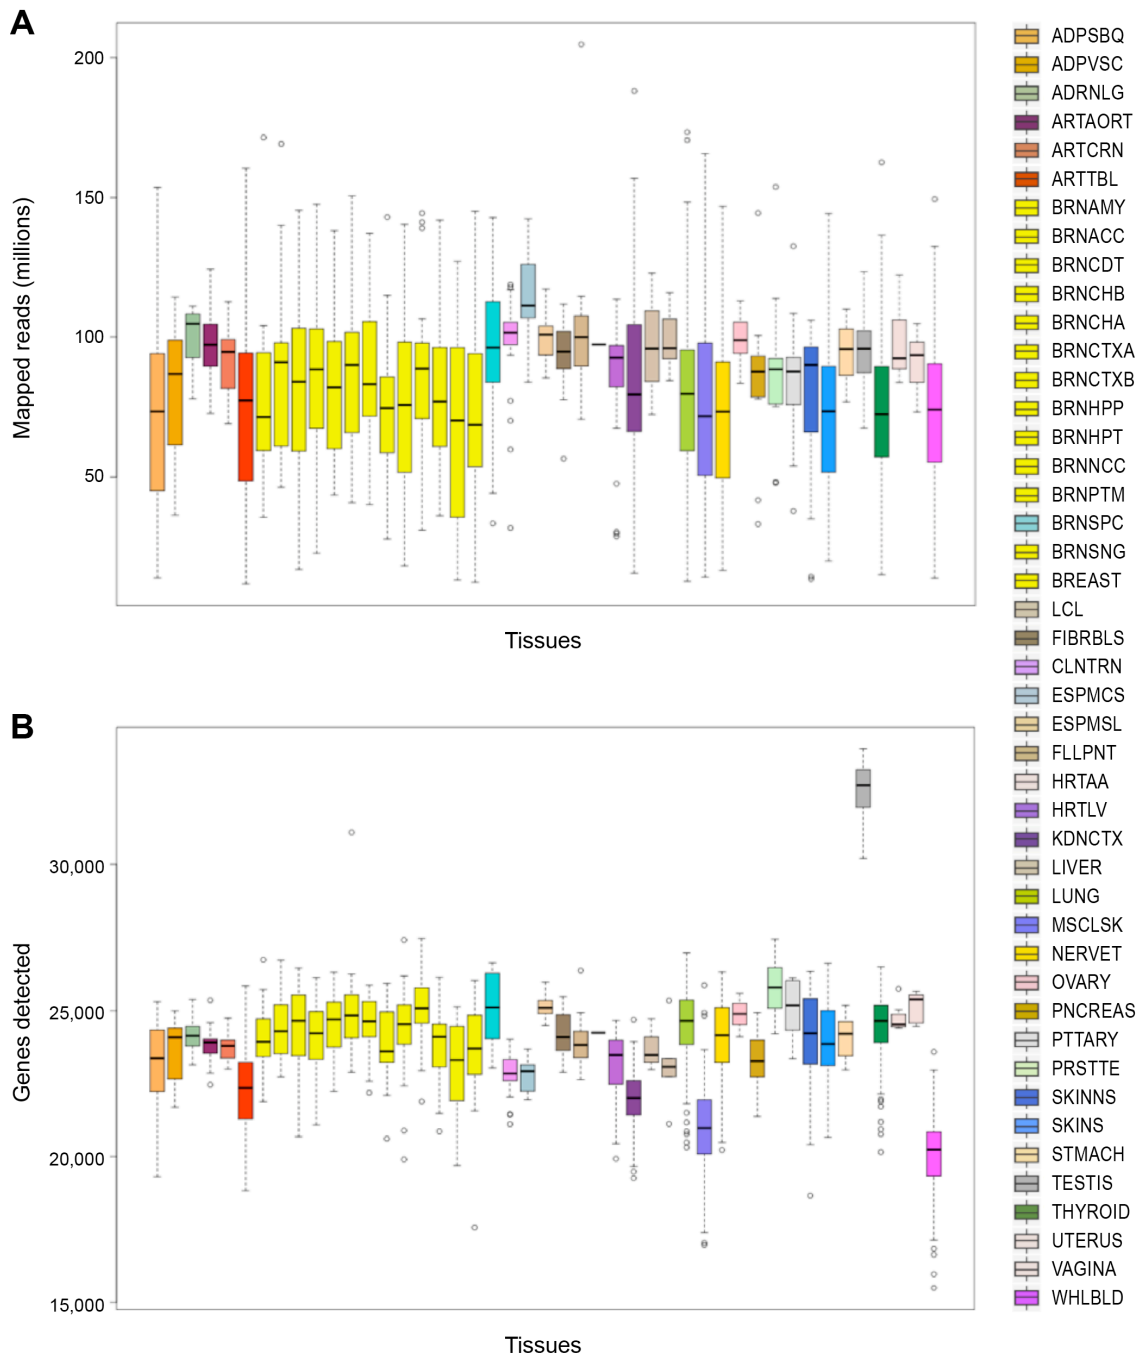 A
Mapped reads (millions)
200
150
100
50
Tissues
B
Genes detected
30,000
25,000
20,000
15,000
Tissues
ADPSBQ
ADPVSC
ADRNLG
ARTAORT
ARTCRN
ARTTBL
BRNAMY
BRNACC
BRNCDT
BRNCHB
BRNCHA
BRNCTXA
BRNCTXB
BRNHPP
BRNHPT
BRNNCC
BRNPTM
BRNSPC
BRNSNG
BREAST
LCL
FIBRBLS
CLNTRN
ESPMCS
ESPMSL
FLLPNT
HRTAA
HRTLV
KDNCTX
LIVER
LUNG
MSCLSK
NERVET
OVARY
PNCREAS
PTTARY
PRSTTE
SKINNS
SKINS
STMACH
TESTIS
THYROID
UTERUS
VAGINA
WHLBLD